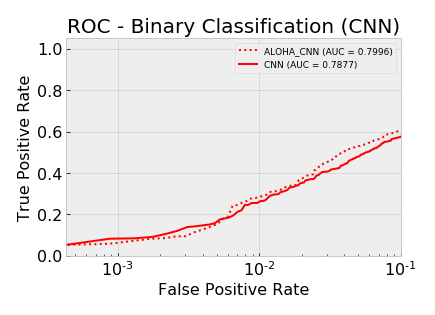 ROC - Binary Classification (CNN)
1.0
0.8
0.6
0.4
0.2
0.0
True Positive Rate
ALOHA_CNN (AUC = 0.7996)
CNN (AUC = 0.7877)
10⁻³
10⁻²
10⁻¹
False Positive Rate